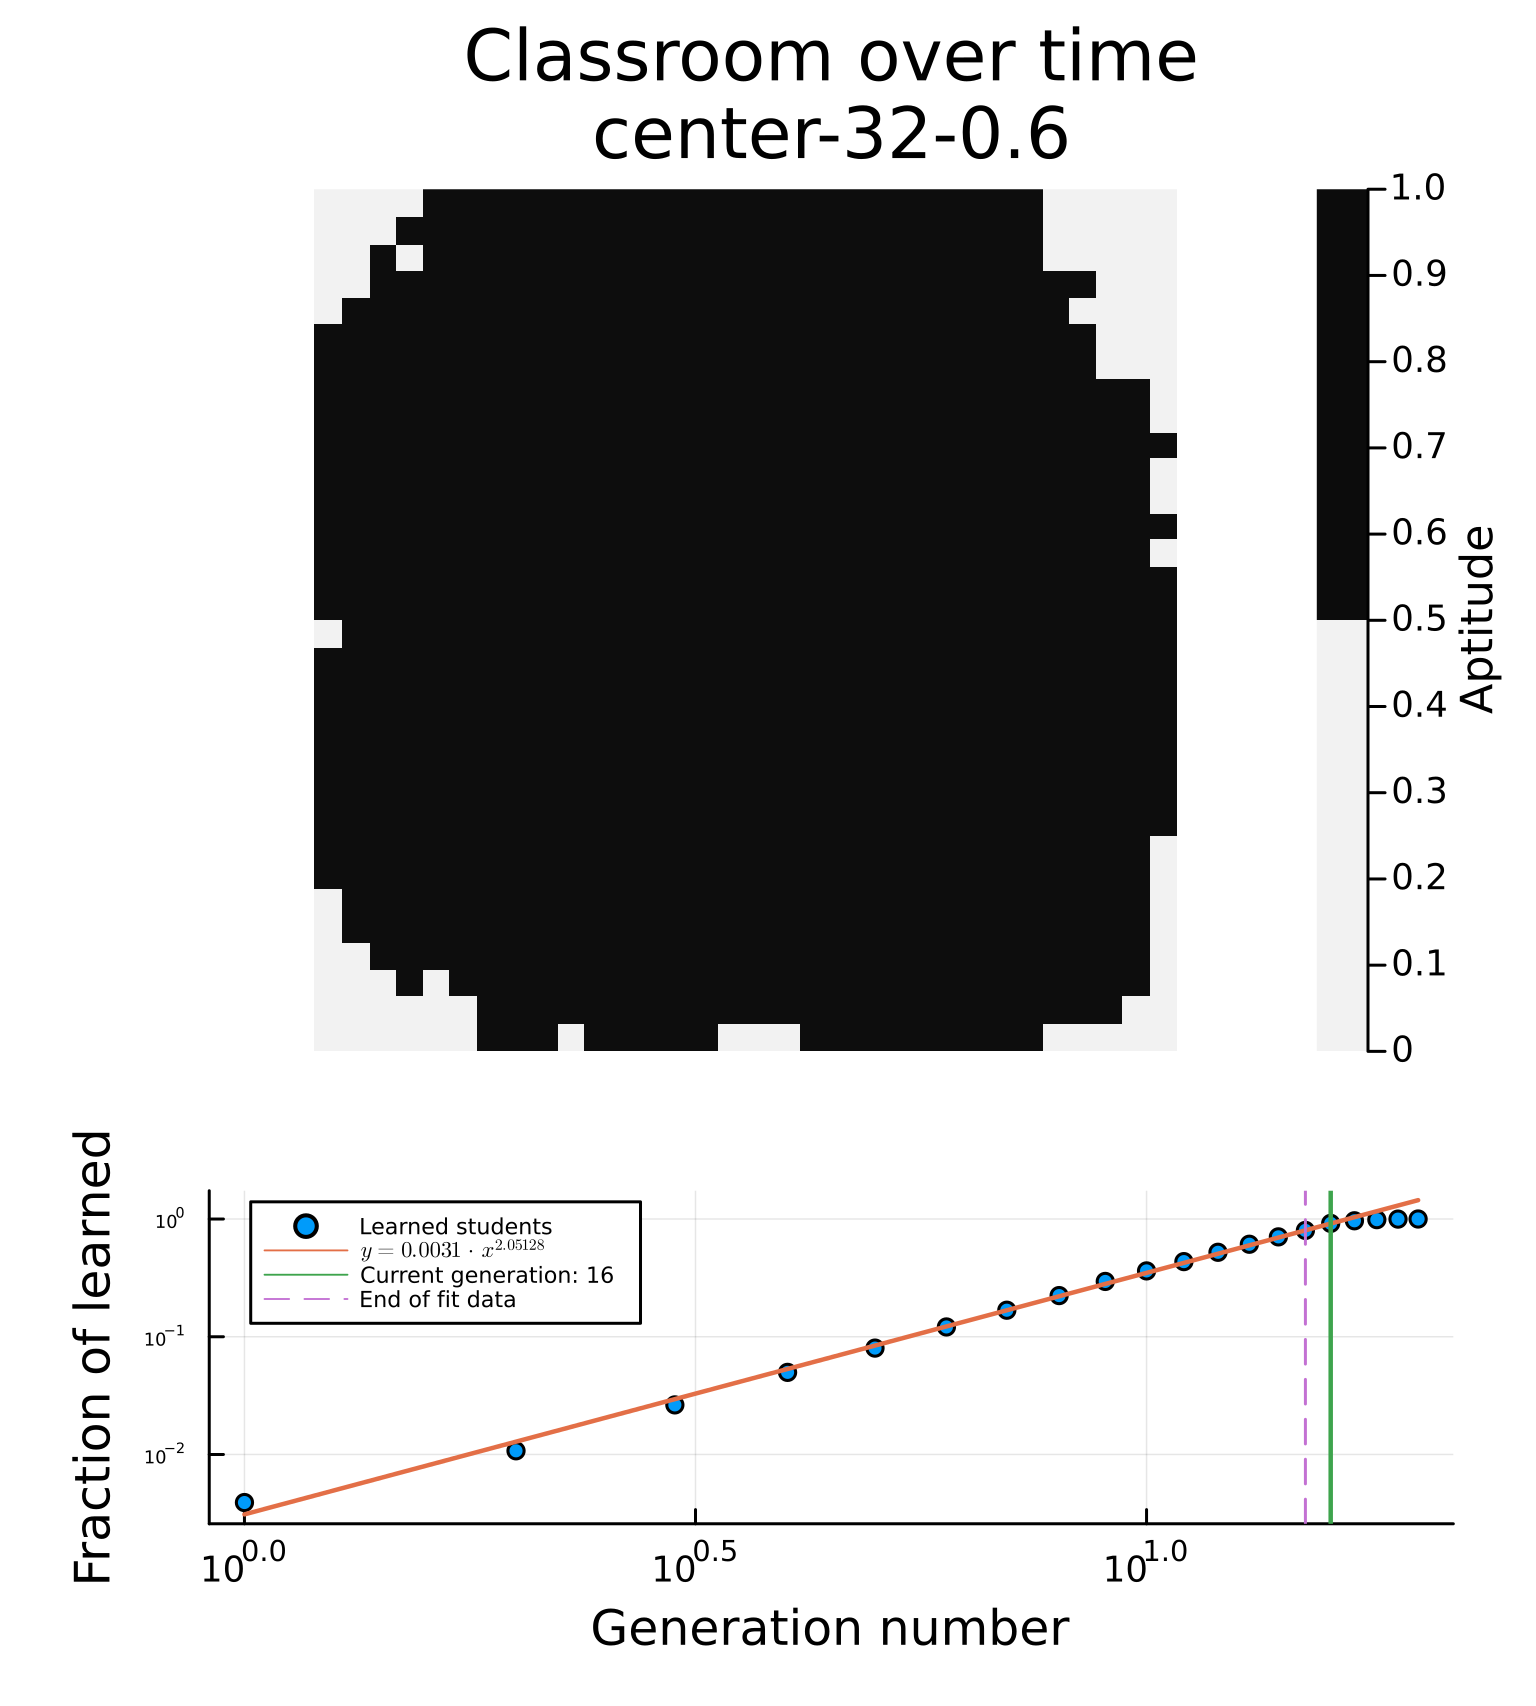 Classroom over time
center-32-0.6
1.0
0.9
0.8
0.7
0.6
0.5
0.4
0.3
0.2
0.1
0
Aptitude
Fraction of learned
10⁰
10⁻¹
10⁻²
Learned students
y = 0.0031 · x^2.05128
Current generation: 16
End of fit data
10^0.0
10^0.5
10^1.0
Generation number